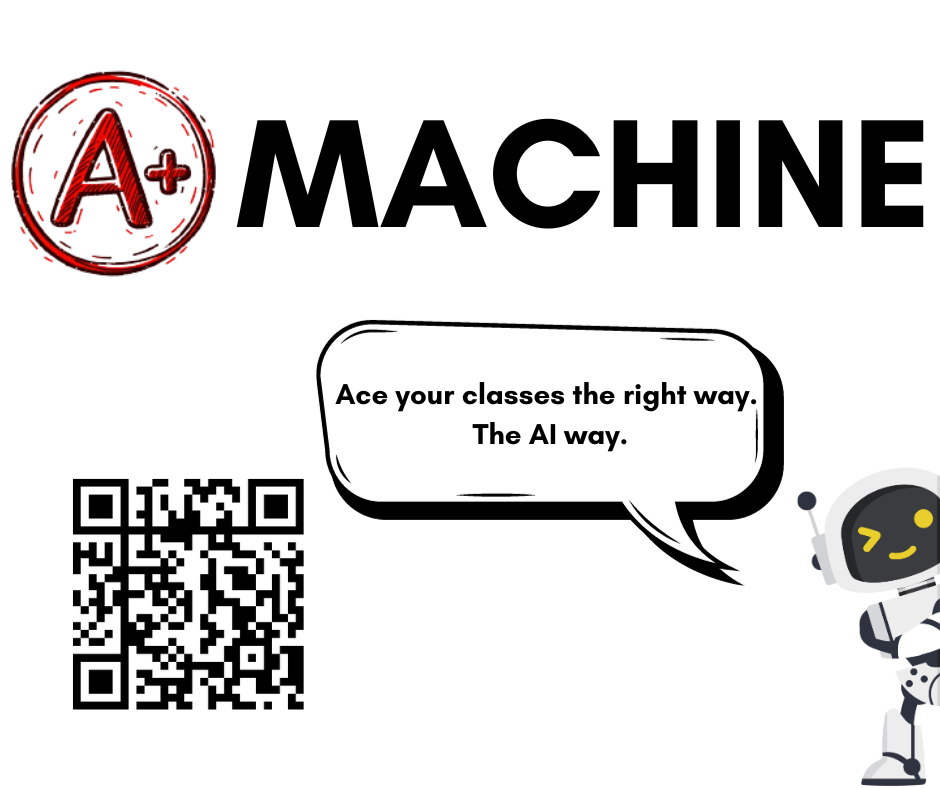 A+ MACHINE
Ace your classes the right way.
The AI way.